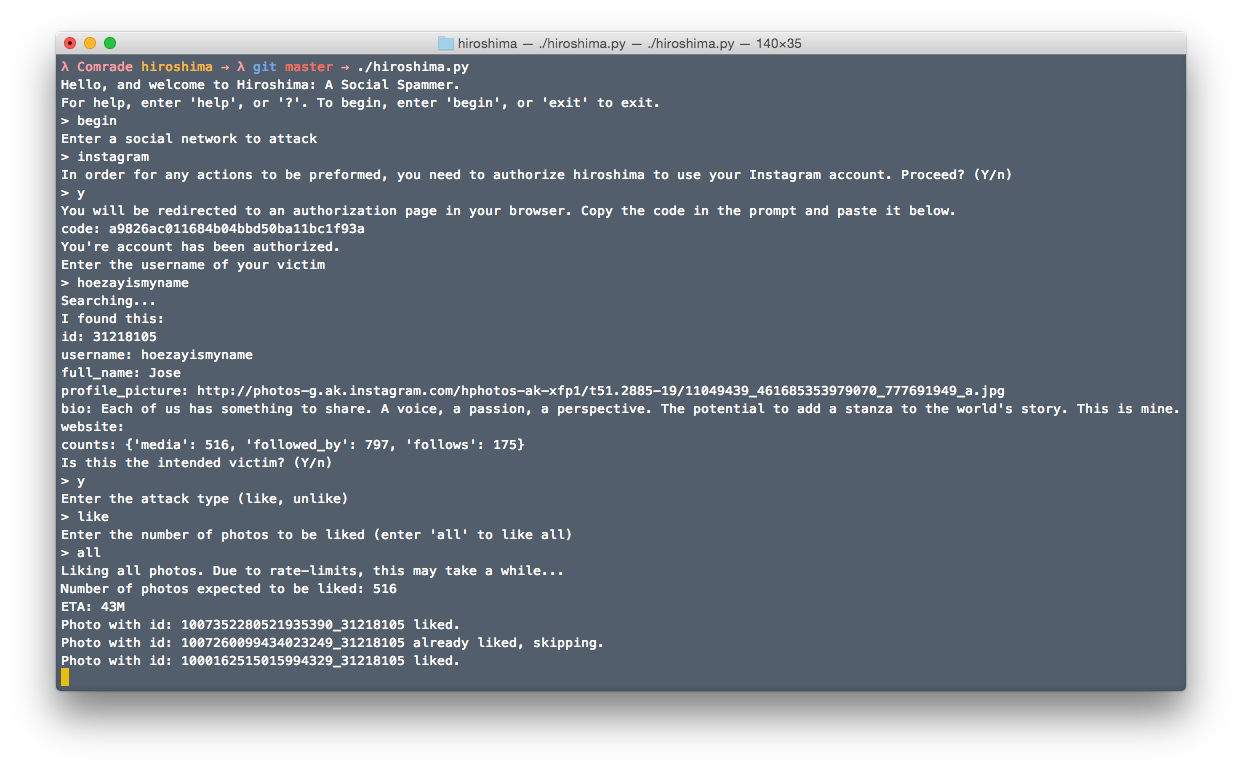 hiroshima — ./hiroshima.py — ./hiroshima.py — 140×35
λ Comrade hiroshima → λ git master → ./hiroshima.py
Hello, and welcome to Hiroshima: A Social Spammer.
For help, enter 'help', or '?'. To begin, enter 'begin', or 'exit' to exit.
> begin
Enter a social network to attack
> instagram
In order for any actions to be preformed, you need to authorize hiroshima to use your Instagram account. Proceed? (Y/n)
> y
You will be redirected to an authorization page in your browser. Copy the code in the prompt and paste it below.
code: a9826ac011684b04bbd50ba11bc1f93a
You're account has been authorized.
Enter the username of your victim
> hoezayismyname
Searching...
I found this:
id: 31218105
username: hoezayismyname
full_name: Jose
profile_picture: http://photos-g.ak.instagram.com/hphotos-ak-xfp1/t51.2885-19/11049439_461685353979070_777691949_a.jpg
bio: Each of us has something to share. A voice, a passion, a perspective. The potential to add a stanza to the world's story. This is mine.
website:
counts: {'media': 516, 'followed_by': 797, 'follows': 175}
Is this the intended victim? (Y/n)
> y
Enter the attack type (like, unlike)
> like
Enter the number of photos to be liked (enter 'all' to like all)
> all
Liking all photos. Due to rate-limits, this may take a while...
Number of photos expected to be liked: 516
ETA: 43M
Photo with id: 1007352280521935390_31218105 liked.
Photo with id: 1007260099434023249_31218105 already liked, skipping.
Photo with id: 1000162515015994329_31218105 liked.